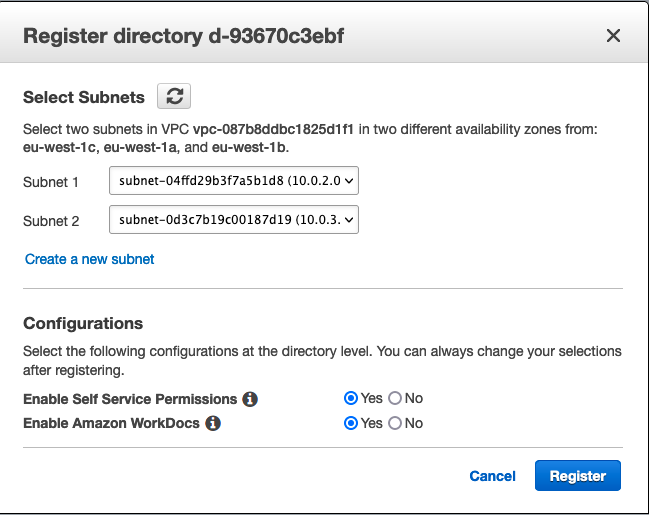 Register directory d-93670c3ebf
Select Subnets
Select two subnets in VPC vpc-087b8ddbc1825d1f1 in two different availability zones from:
eu-west-1c, eu-west-1a, and eu-west-1b.
Subnet 1 subnet-04ffd29b3f7a5b1d8 (10.0.2.0
Subnet 2 subnet-0d3c7b19c00187d19 (10.0.3.
Create a new subnet
Configurations
Select the following configurations at the directory level. You can always change your selections
after registering.
Enable Self Service Permissions Yes No
Enable Amazon WorkDocs Yes No
Cancel Register